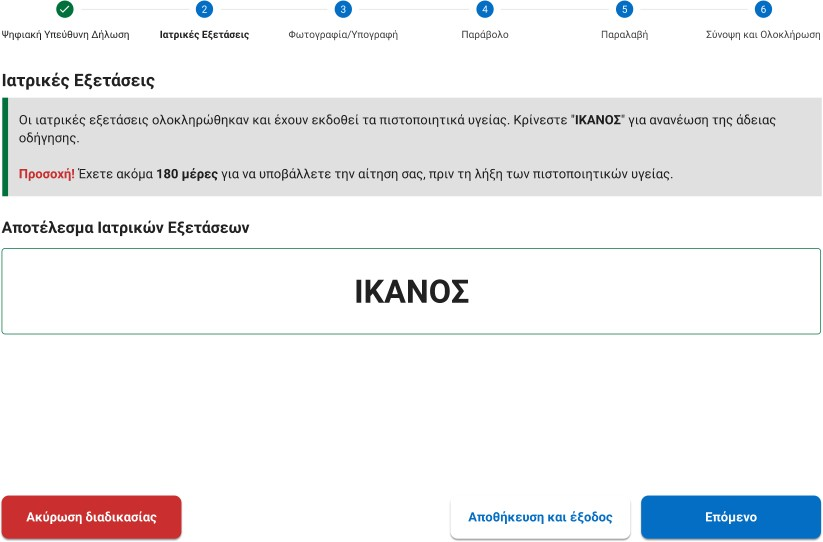 2
3
4
5
6
Ψηφιακή Υπεύθυνη Δήλωση
Ιατρικές Εξετάσεις
Φωτογραφία/Υπογραφή
Παράβολο
Παραλαβή
Σύνοψη και Ολοκλήρωση
Ιατρικές Εξετάσεις
Οι ιατρικές εξετάσεις ολοκληρώθηκαν και έχουν εκδοθεί τα πιστοποιητικά υγείας. Κρίνεστε "ΙΚΑΝΟΣ" για ανανέωση της άδειας
οδήγησης.
Προσοχή! Έχετε ακόμα 180 μέρες για να υποβάλλετε την αίτηση σας, πριν τη λήξη των πιστοποιητικών υγείας.
Αποτέλεσμα Ιατρικών Εξετάσεων
ΙΚΑΝΟΣ
Ακύρωση διαδικασίας
Αποθήκευση και έξοδος
Επόμενο